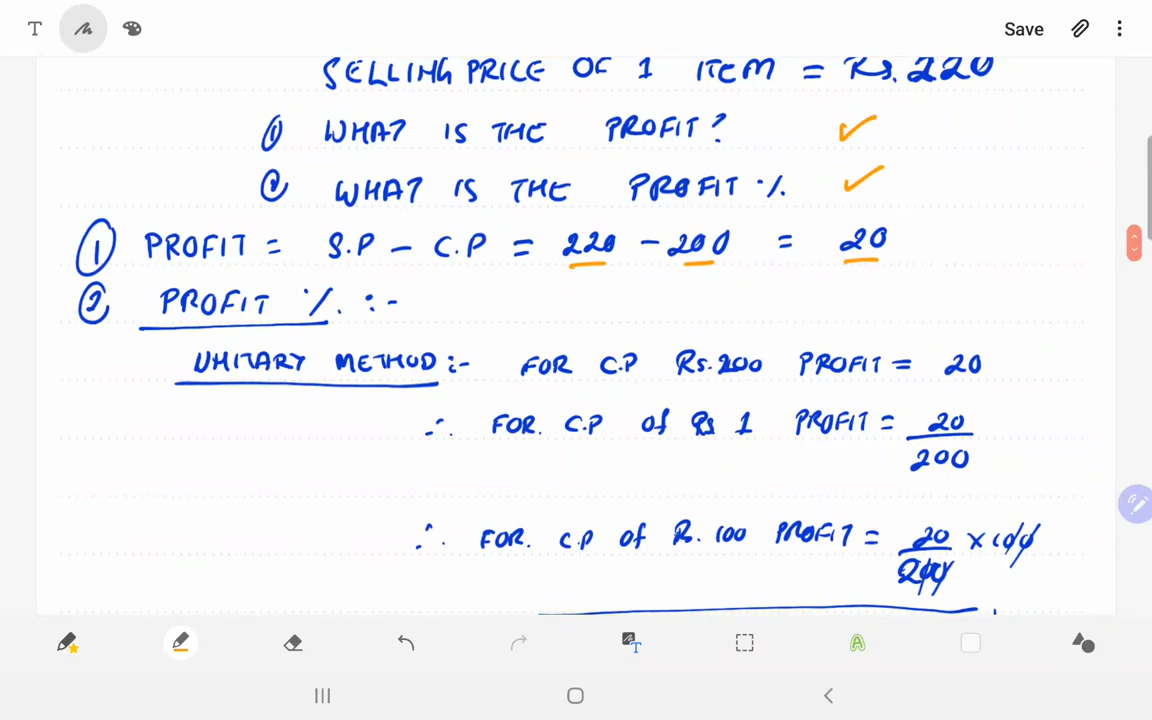 T Save
SELLING PRICE OF 1 ITEM = Rs. 220
① WHAT IS THE PROFIT? ✓
② WHAT IS THE PROFIT % ✓
① PROFIT = S.P - C.P = 220 - 200 = 20
② PROFIT % :-
UNITARY METHOD :- FOR C.P Rs. 200 PROFIT = 20
∴ FOR. C.P of Rs 1 PROFIT = 20/200
∴ FOR. C.P of R. 100 PROFIT = 20/200 × 100